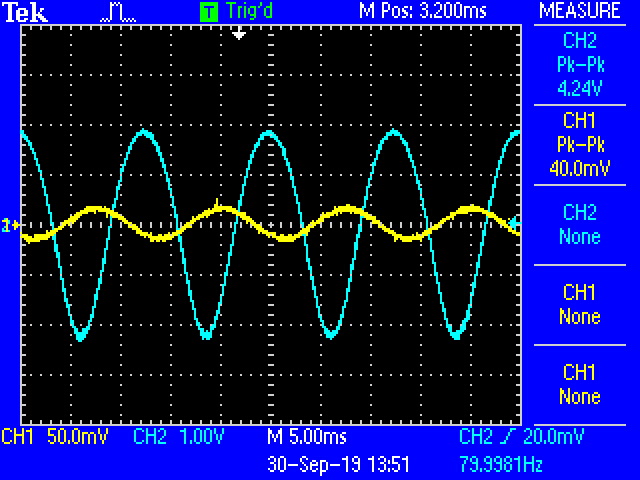 Tek
T Trig'd
M Pos: 3.200ms
MEASURE
CH2
Pk-Pk
4.24V
CH1
Pk-Pk
40.0mV
CH2
None
CH1
None
CH1
None
CH1 50.0mV
CH2 1.00V
M 5.00ms
CH2 20.0mV
30-Sep-19 13:51
79.9981Hz